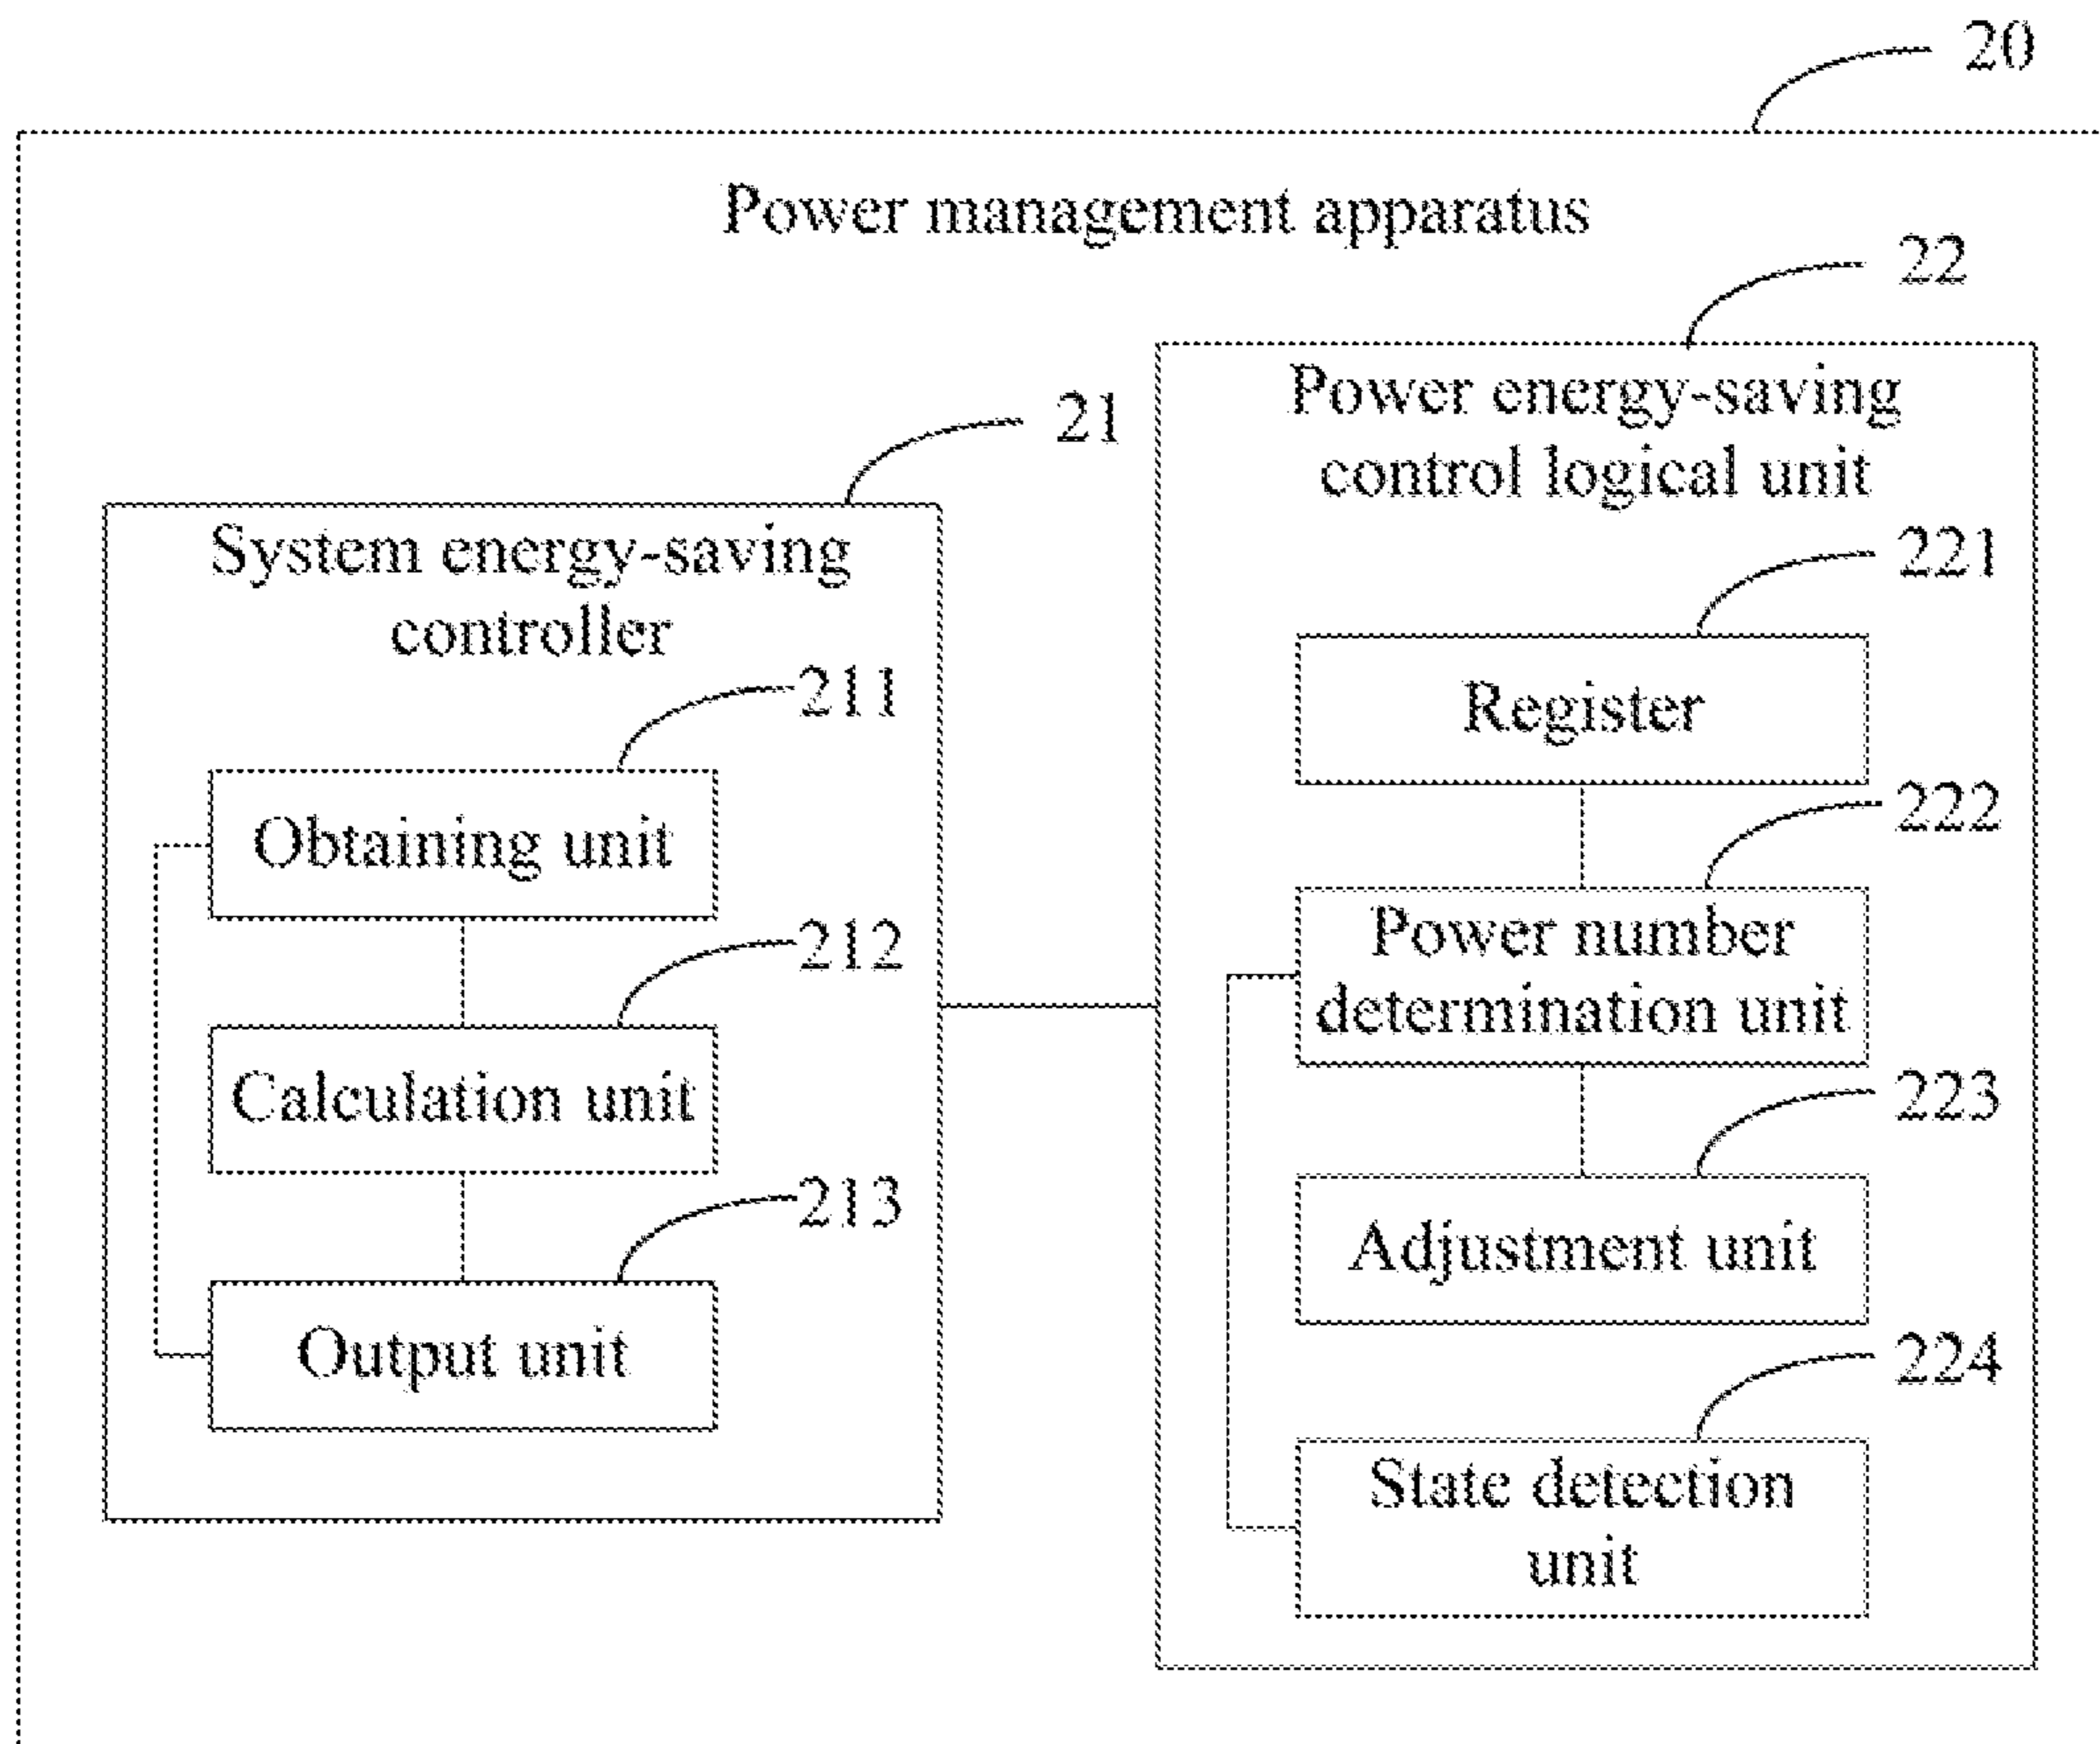 20
Power management apparatus
22
Power energy-saving
control logical unit
21
System energy-saving
controller
211
Obtaining unit
212
Calculation unit
213
Output unit
221
Register
222
Power number
determination unit
223
Adjustment unit
224
State detection
unit